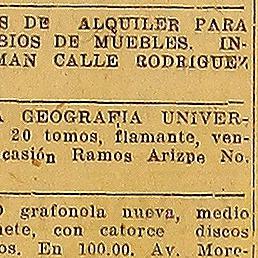 S DE ALQUILER PARA
BIOS DE MUEBLES. IN-
MAN CALLE RODRIGUEZ
A GEOGRAFIA UNIVER-
20 tomos, flamante, ven-
casión Ramos Arizpe No.
O grafonola nueva, medio
nete, con catorce discos
os. En 100.00. Av. More-